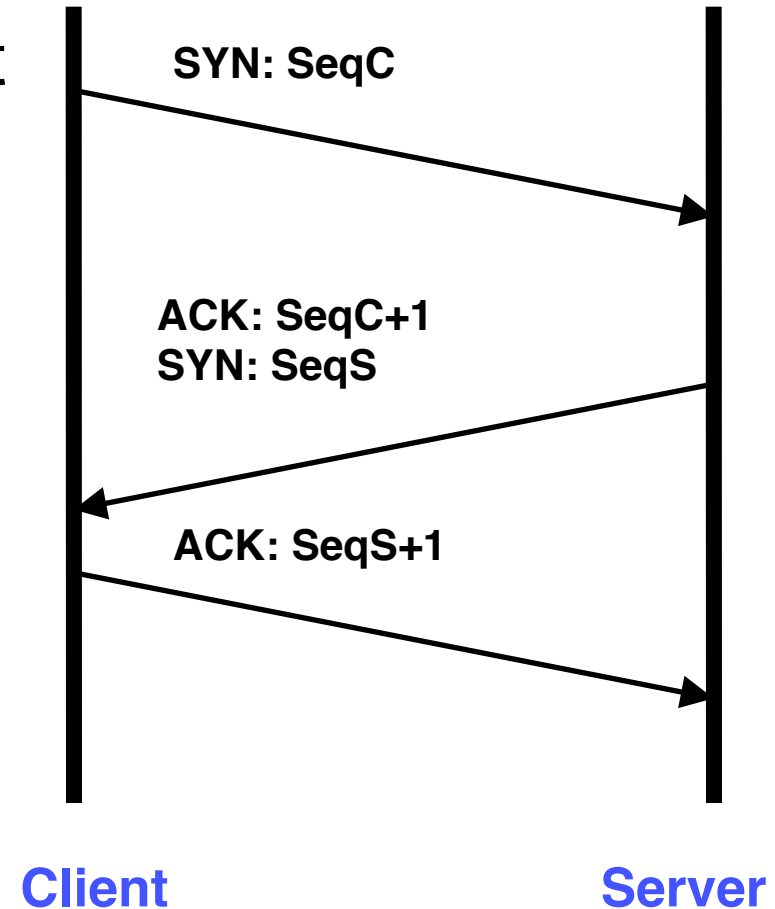 SYN: SeqC
ACK: SeqC+1
SYN: SeqS
ACK: SeqS+1
Client Server